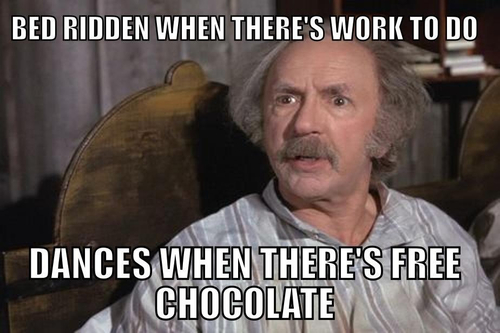 BED RIDDEN WHEN THERE'S WORK TO DO
DANCES WHEN THERE'S FREE
CHOCOLATE